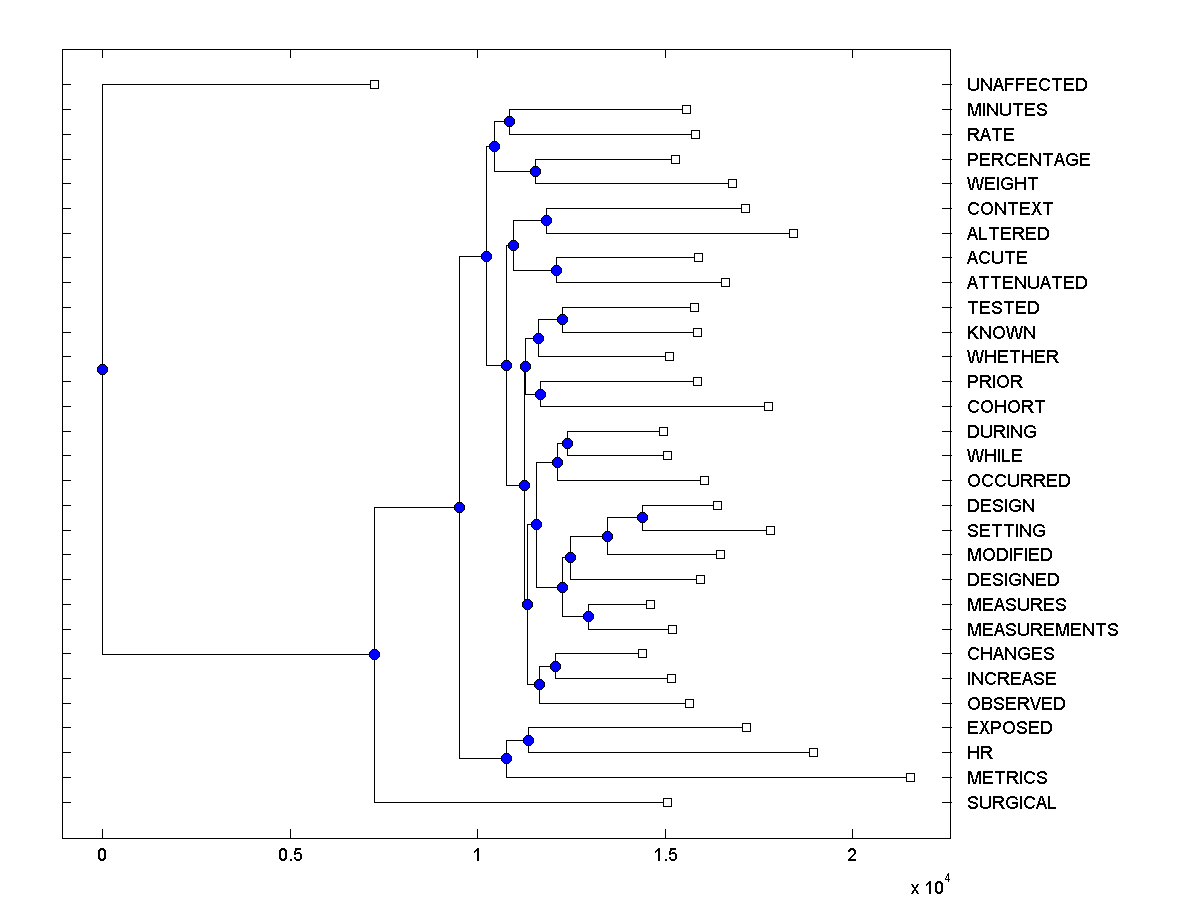 UNAFFECTED
MINUTES
RATE
PERCENTAGE
WEIGHT
CONTEXT
ALTERED
ACUTE
ATTENUATED
TESTED
KNOWN
WHETHER
PRIOR
COHORT
DURING
WHILE
OCCURRED
DESIGN
SETTING
MODIFIED
DESIGNED
MEASURES
MEASUREMENTS
CHANGES
INCREASE
OBSERVED
EXPOSED
HR
METRICS
SURGICAL
0 0.5 1 1.5 2
x 10^4